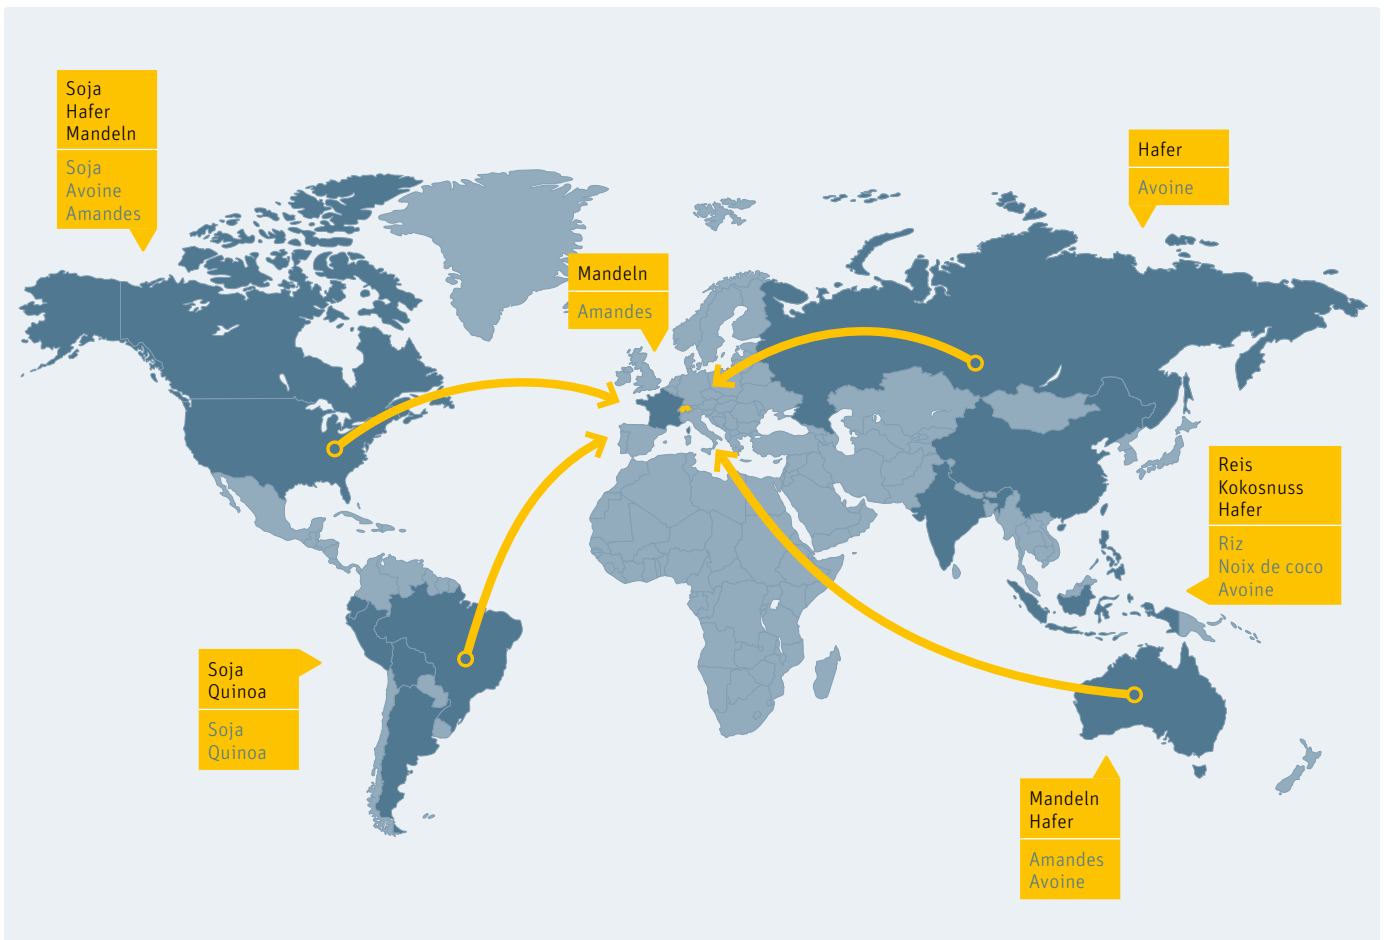 Soja
Hafer
Mandeln
Soja
Avoine
Amandes
Hafer
Avoine
Mandeln
Amandes
Reis
Kokosnuss
Hafer
Riz
Noix de coco
Avoine
Soja
Quinoa
Soja
Quinoa
Mandeln
Hafer
Amandes
Avoine